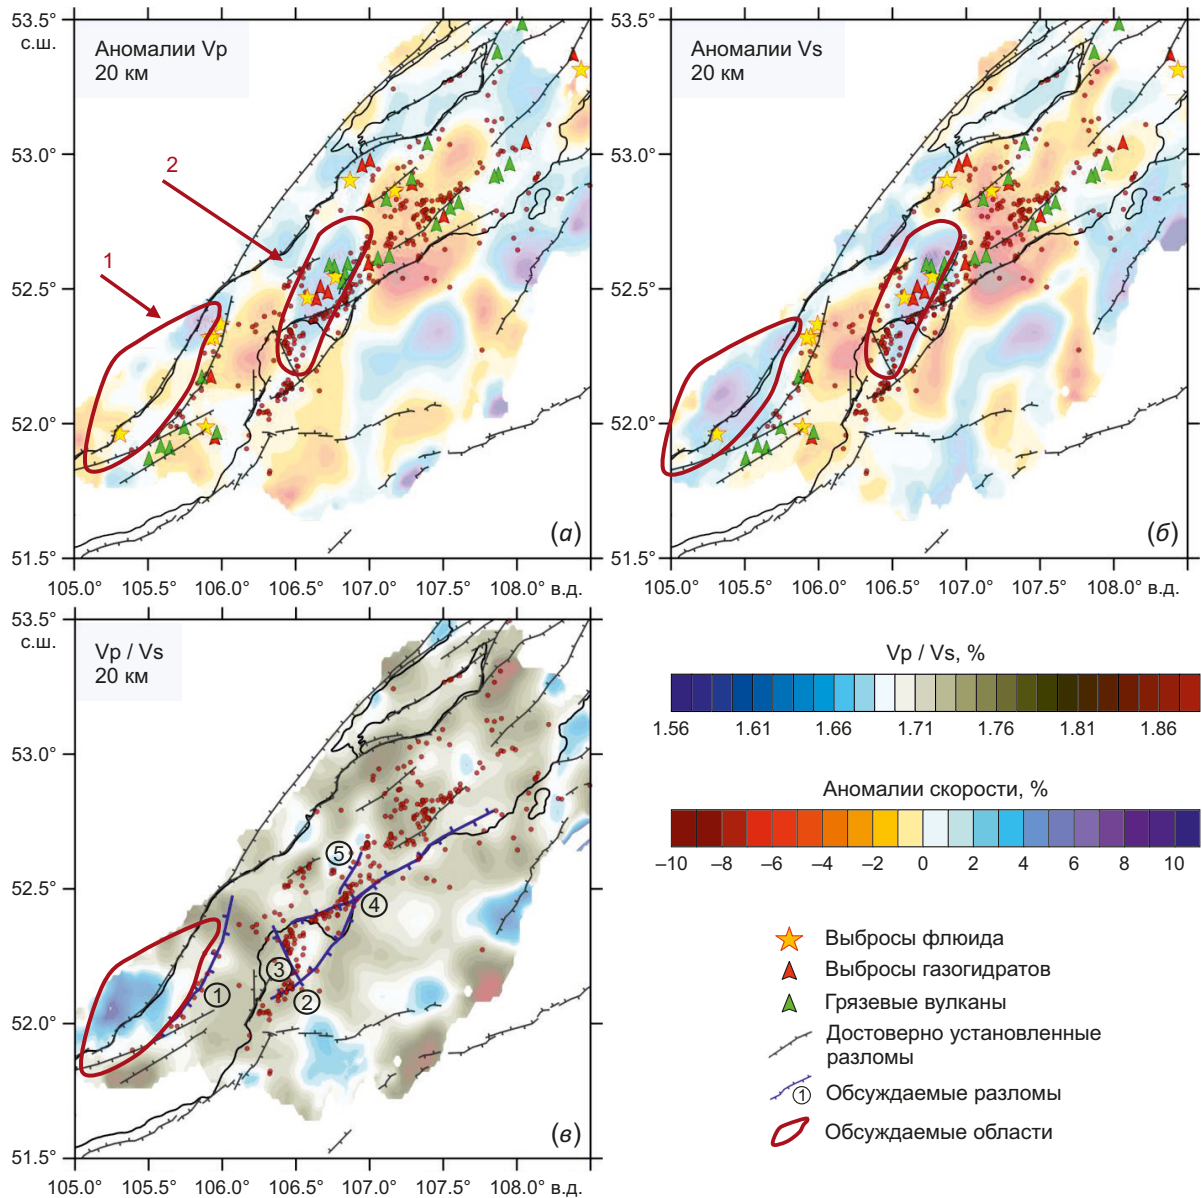 53.5°
с.ш.
53.0°
52.5°
52.0°
51.5°
Аномалии Vp
20 км
2
1
(а)
105.0° 105.5° 106.0° 106.5° 107.0° 107.5° 108.0° в.д.
53.5°
53.0°
52.5°
52.0°
51.5°
Аномалии Vs
20 км
(б)
105.0° 105.5° 106.0° 106.5° 107.0° 107.5° 108.0° в.д.
53.5°
с.ш.
53.0°
52.5°
52.0°
51.5°
Vp / Vs
20 км
5
4
3
1
2
(в)
105.0° 105.5° 106.0° 106.5° 107.0° 107.5° 108.0° в.д.
Vp / Vs, %
1.56 1.61 1.66 1.71 1.76 1.81 1.86
Аномалии скорости, %
–10 –8 –6 –4 –2 0 2 4 6 8 10
Выбросы флюида
Выбросы газогидратов
Грязевые вулканы
Достоверно установленные
разломы
1 Обсуждаемые разломы
Обсуждаемые области